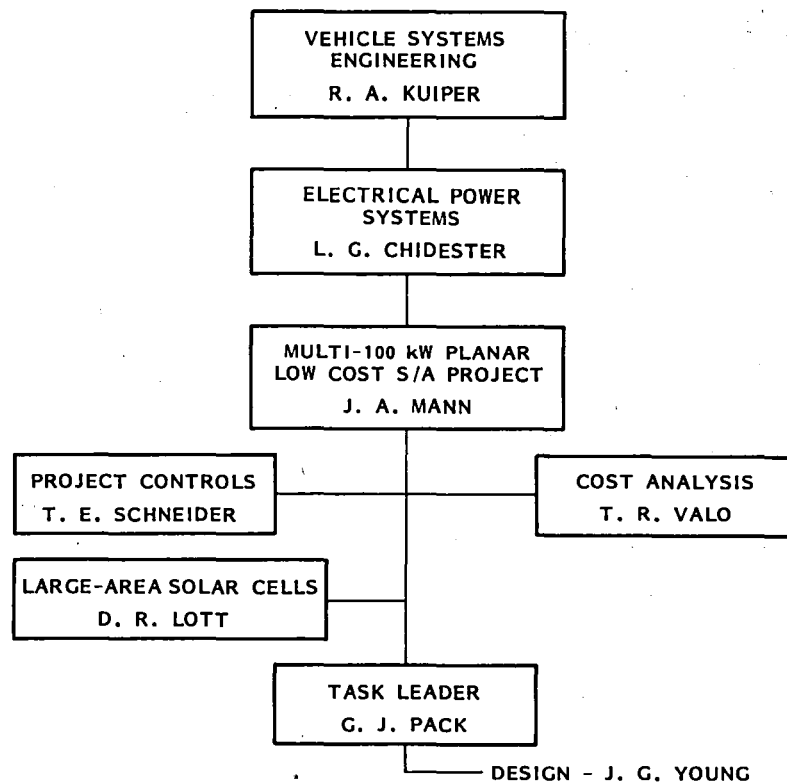 VEHICLE SYSTEMS
ENGINEERING
R. A. KUIPER
ELECTRICAL POWER
SYSTEMS
L. G. CHIDESTER
MULTI-100 kW PLANAR
LOW COST S/A PROJECT
J. A. MANN
PROJECT CONTROLS
T. E. SCHNEIDER
COST ANALYSIS
T. R. VALO
LARGE-AREA SOLAR CELLS
D. R. LOTT
TASK LEADER
G. J. PACK
DESIGN - J. G. YOUNG